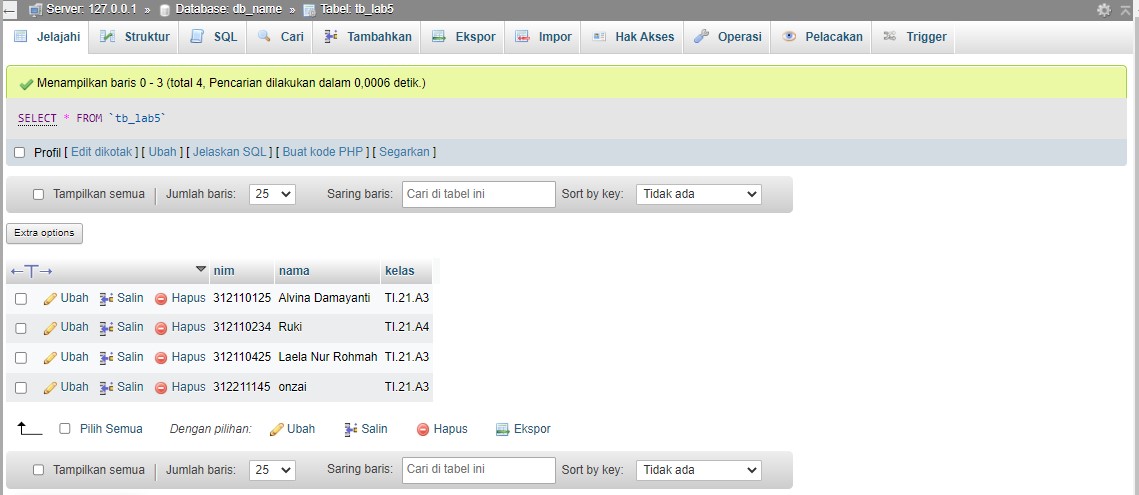 Server: 127.0.0.1 » Database: db_name » Tabel: tb_lab5
Jelajahi Struktur SQL Cari Tambahkan Ekspor Impor Hak Akses Operasi Pelacakan Trigger
Menampilkan baris 0 - 3 (total 4, Pencarian dilakukan dalam 0,0006 detik.)
SELECT * FROM `tb_lab5`
Profil [ Edit dikotak ] [ Ubah ] [ Jelaskan SQL ] [ Buat kode PHP ] [ Segarkan ]
Tampilkan semua | Jumlah baris: 25 Saring baris: Cari di tabel ini Sort by key: Tidak ada
Extra options
←T→ nim nama kelas
Ubah Salin Hapus 312110125 Alvina Damayanti TI.21.A3
Ubah Salin Hapus 312110234 Ruki TI.21.A4
Ubah Salin Hapus 312110425 Laela Nur Rohmah TI.21.A3
Ubah Salin Hapus 312211145 onzai TI.21.A3
Pilih Semua Dengan pilihan: Ubah Salin Hapus Ekspor
Tampilkan semua | Jumlah baris: 25 Saring baris: Cari di tabel ini Sort by key: Tidak ada